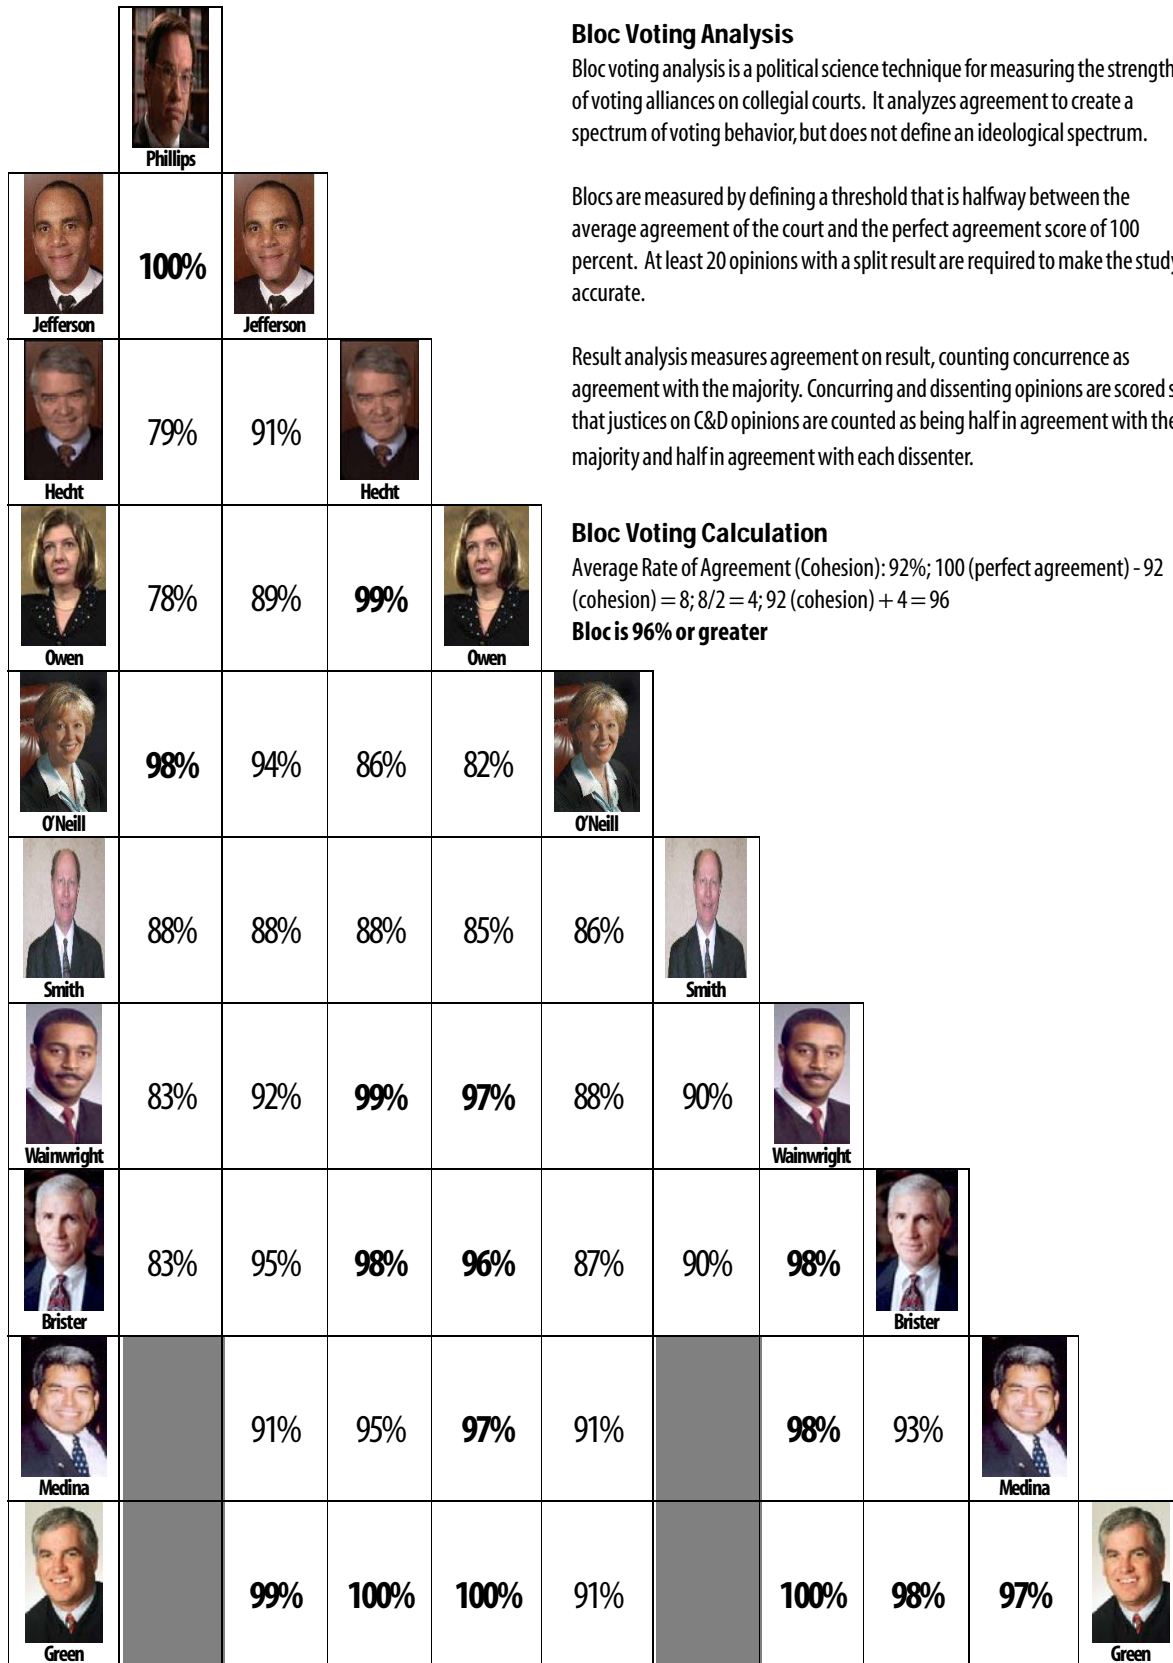 Phillips
Bloc Voting Analysis
Bloc voting analysis is a political science technique for measuring the strength
of voting alliances on collegial courts. It analyzes agreement to create a
spectrum of voting behavior, but does not define an ideological spectrum.
Blocs are measured by defining a threshold that is halfway between the
average agreement of the court and the perfect agreement score of 100
percent. At least 20 opinions with a split result are required to make the study
accurate.
Result analysis measures agreement on result, counting concurrence as
agreement with the majority. Concurring and dissenting opinions are scored s
that justices on C&D opinions are counted as being half in agreement with the
majority and half in agreement with each dissenter.
Bloc Voting Calculation
Average Rate of Agreement (Cohesion): 92%; 100 (perfect agreement) - 92
(cohesion) = 8; 8/2 = 4; 92 (cohesion) + 4 = 96
Bloc is 96% or greater
100%
Jefferson Jefferson
79% 91%
Hecht Hecht
78% 89% 99%
Owen Owen
98% 94% 86% 82%
O'Neill O'Neill
88% 88% 88% 85% 86%
Smith Smith
83% 92% 99% 97% 88% 90%
Wainwright Wainwright
83% 95% 98% 96% 87% 90% 98%
Brister Brister
91% 95% 97% 91% 98% 93%
Medina Medina
99% 100% 100% 91% 100% 98% 97%
Green Green